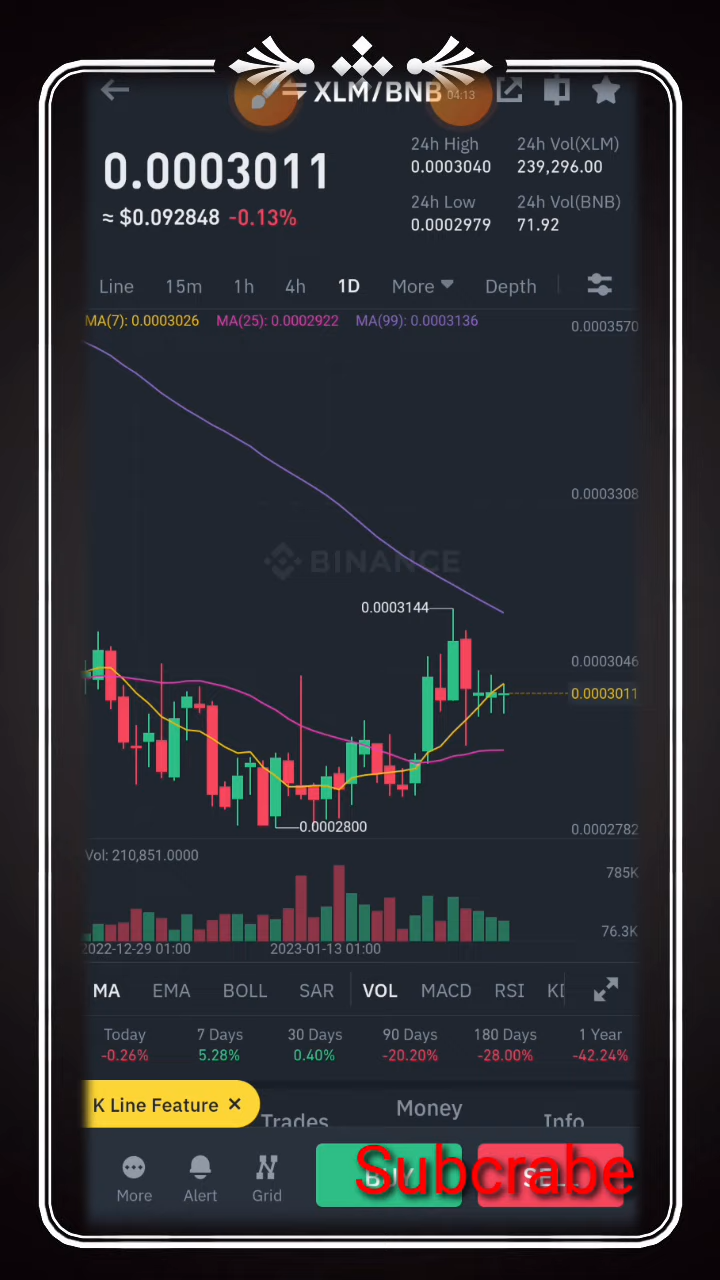 XLM/BNB
04:13
0.0003011
≈ $0.092848 -0.13%
24h High
0.0003040
24h Vol(XLM)
239,296.00
24h Low
0.0002979
24h Vol(BNB)
71.92
Line 15m 1h 4h 1D More Depth
MA(7): 0.0003026 MA(25): 0.0002922 MA(99): 0.0003136
0.0003570
0.0003308
BINANCE
0.0003144
0.0003046
0.0003011
0.0002800
0.0002782
Vol: 210,851.0000
785K
76.3K
2022-12-29 01:00 2023-01-13 01:00
MA EMA BOLL SAR VOL MACD RSI
Today 7 Days 30 Days 90 Days 180 Days 1 Year
-0.26% 5.28% 0.40% -20.20% -28.00% -42.24%
K Line Feature ×
Trades Money Info
More Alert Grid
BUY SELL
Subcrabe